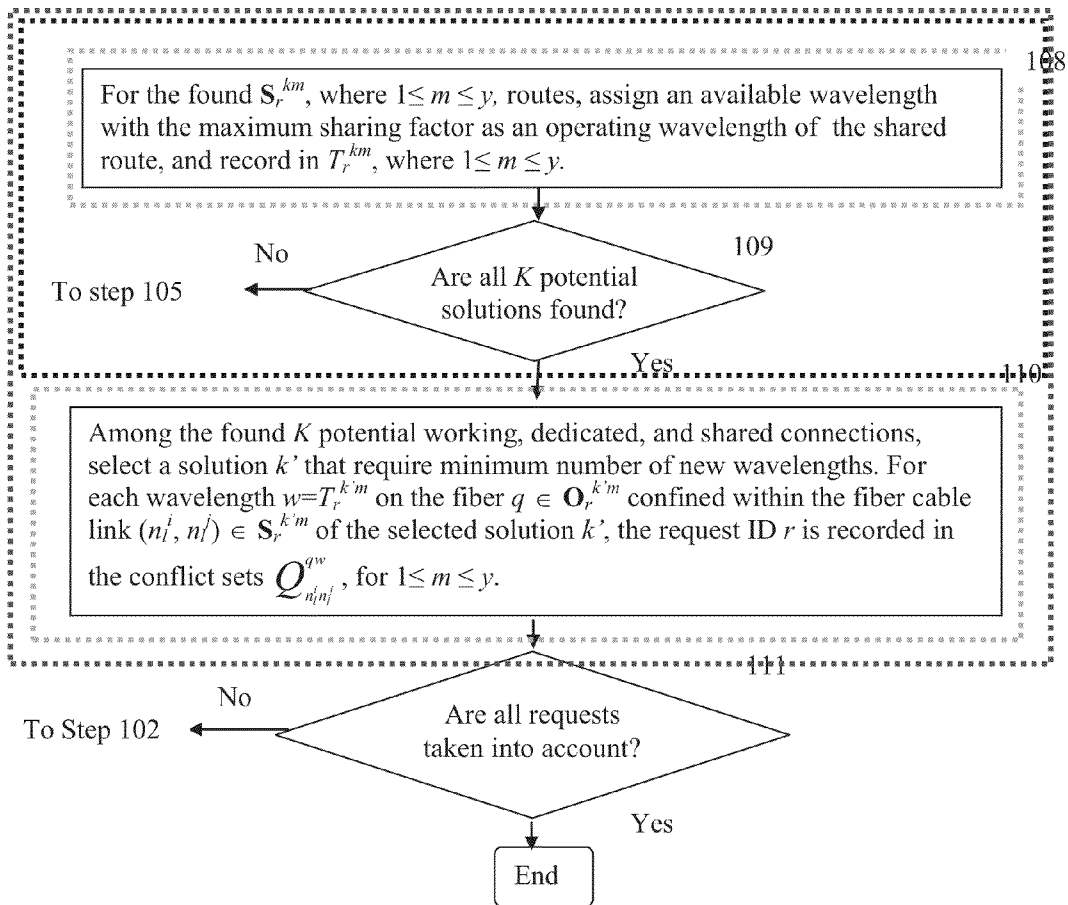 108
For the found S_r^{km}, where 1≤ m ≤ y, routes, assign an available wavelength
with the maximum sharing factor as an operating wavelength of the shared
route, and record in T_r^{km}, where 1≤ m ≤ y.
No
109
Are all K potential
solutions found?
To step 105
Yes
110
Among the found K potential working, dedicated, and shared connections,
select a solution k' that require minimum number of new wavelengths. For
each wavelength w=T_r^{k'm} on the fiber q ∈ O_r^{k'm} confined within the fiber cable
link (n_l^i, n_l^j) ∈ S_r^{k'm} of the selected solution k', the request ID r is recorded in
the conflict sets Q_{n_l^i n_l^j}^{qw}, for 1≤ m ≤ y.
111
No
Are all requests
taken into account?
To Step 102
Yes
End